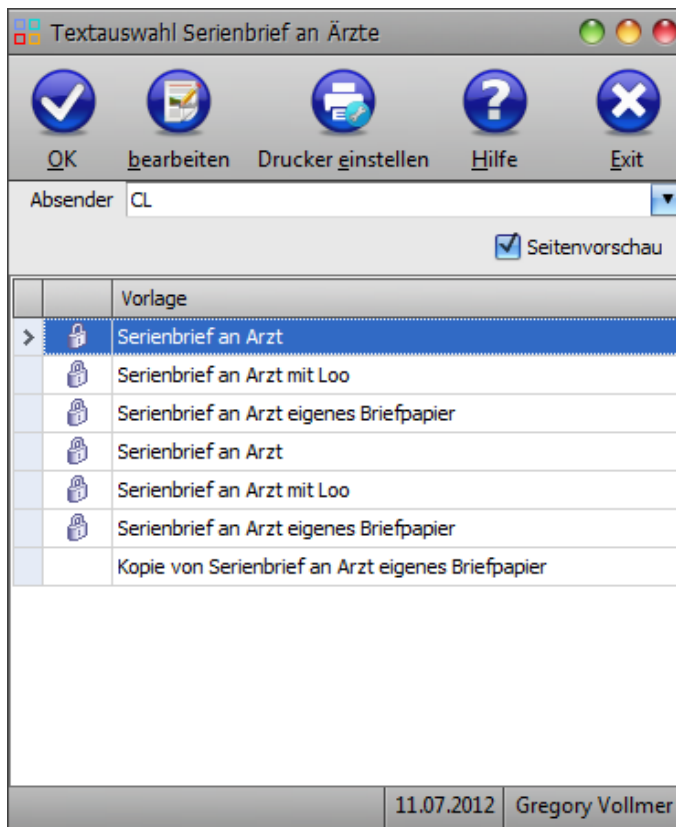 Textauswahl Serienbrief an Ärzte
OK bearbeiten Drucker einstellen Hilfe Exit
Absender CL
Seitenvorschau
Vorlage
Serienbrief an Arzt
Serienbrief an Arzt mit Loo
Serienbrief an Arzt eigenes Briefpapier
Serienbrief an Arzt
Serienbrief an Arzt mit Loo
Serienbrief an Arzt eigenes Briefpapier
Kopie von Serienbrief an Arzt eigenes Briefpapier
11.07.2012 Gregory Vollmer